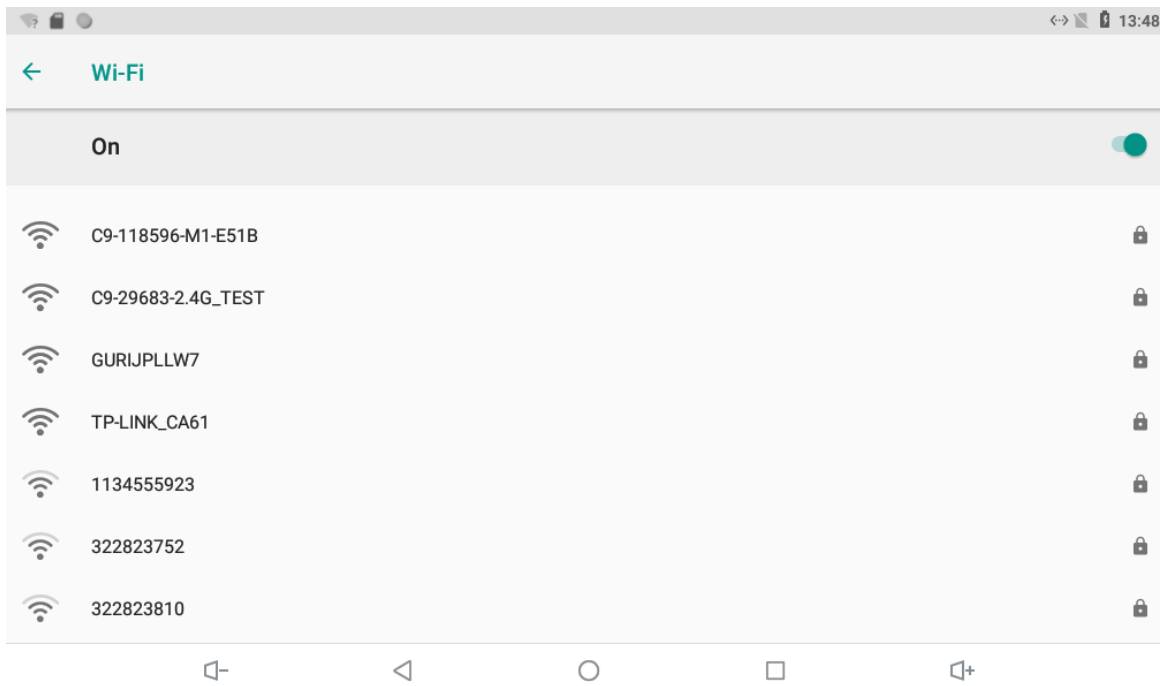 13:48
Wi-Fi
On
C9-118596-M1-E51B
C9-29683-2.4G_TEST
GURIJPLLW7
TP-LINK_CA61
1134555923
322823752
322823810